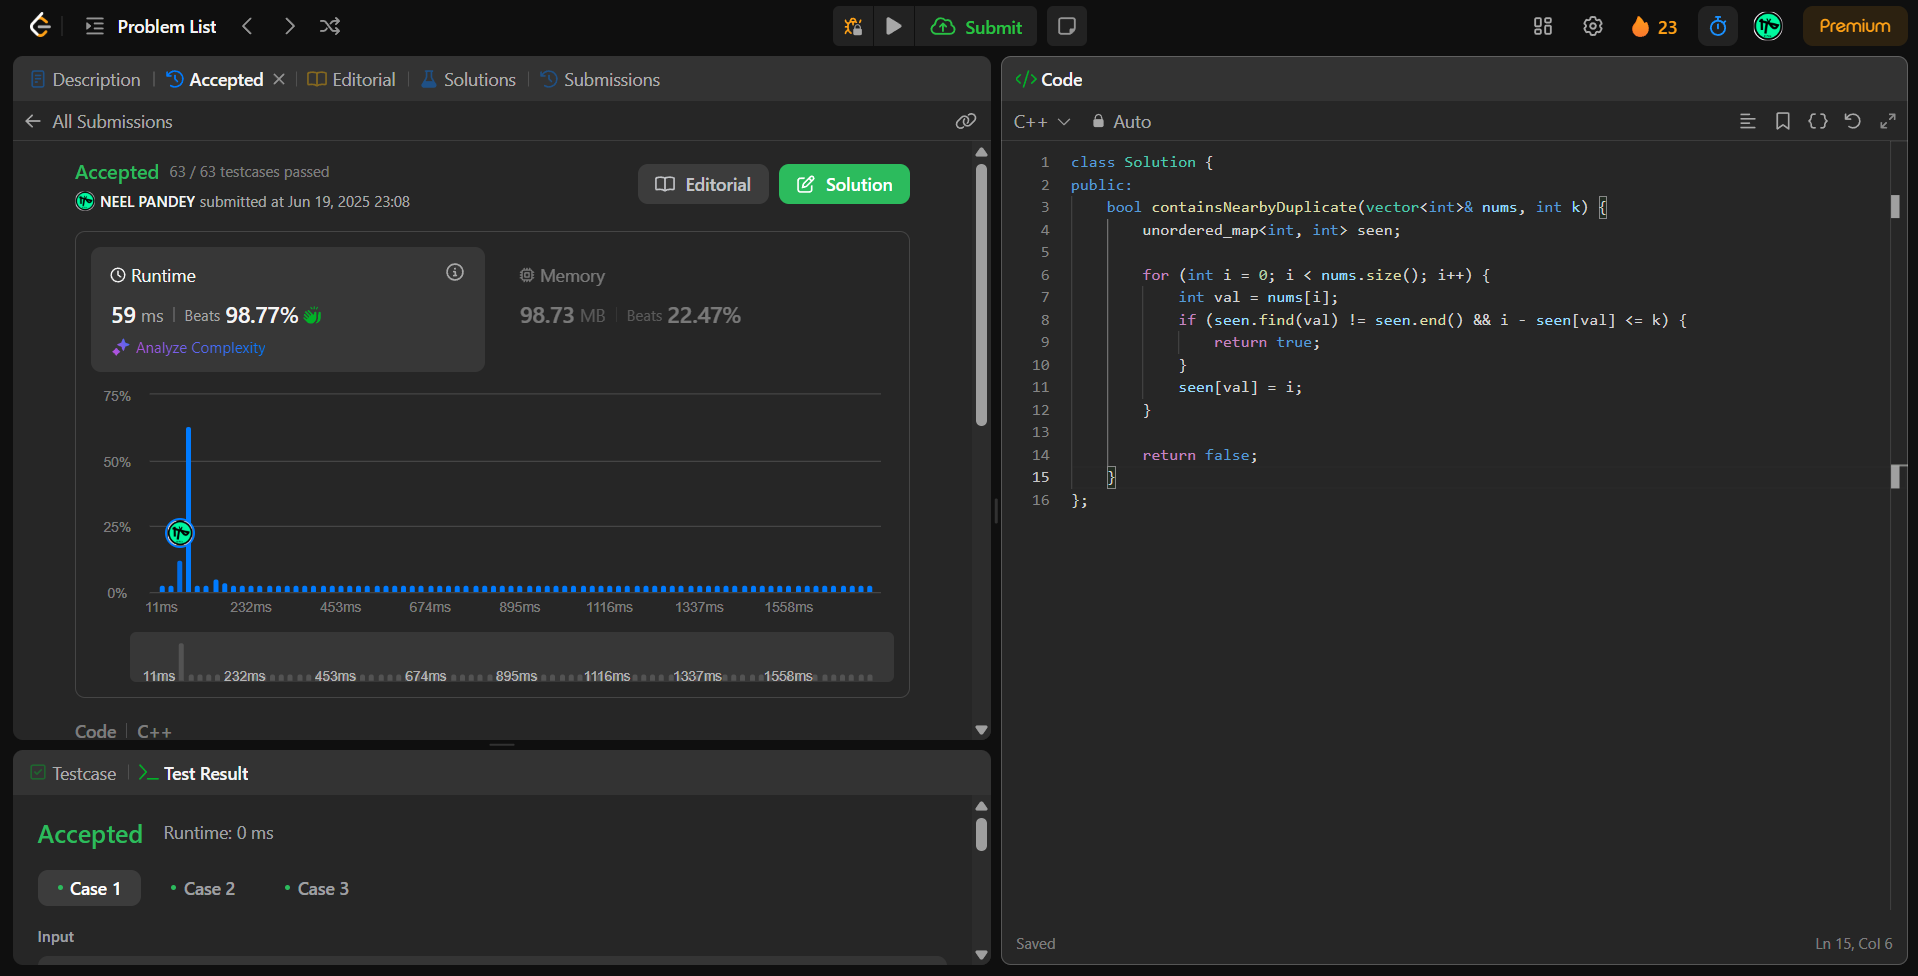 Problem List
Submit
23
Premium
Description
Accepted
Editorial
Solutions
Submissions
All Submissions
Accepted 63 / 63 testcases passed
NEEL PANDEY submitted at Jun 19, 2025 23:08
Editorial
Solution
Runtime
59 ms | Beats 98.77%
Analyze Complexity
Memory
98.73 MB | Beats 22.47%
75%
50%
25%
0%
11ms 232ms 453ms 674ms 895ms 1116ms 1337ms 1558ms
11ms 232ms 453ms 674ms 895ms 1116ms 1337ms 1558ms
Code | C++
Testcase
Test Result
Accepted Runtime: 0 ms
Case 1
Case 2
Case 3
Input
</> Code
C++
Auto
1 class Solution {
2 public:
3     bool containsNearbyDuplicate(vector<int>& nums, int k) {
4         unordered_map<int, int> seen;
5
6         for (int i = 0; i < nums.size(); i++) {
7             int val = nums[i];
8             if (seen.find(val) != seen.end() && i - seen[val] <= k) {
9                 return true;
10             }
11             seen[val] = i;
12         }
13
14         return false;
15     }
16 };
Saved
Ln 15, Col 6